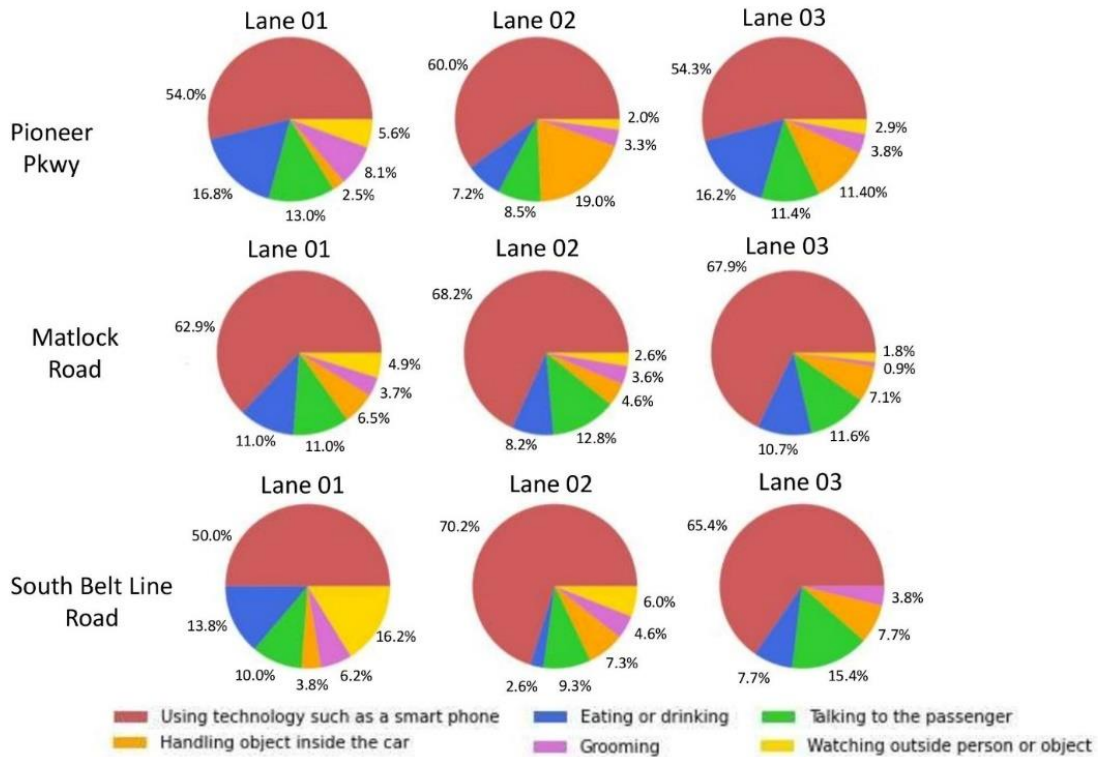 Lane 01
Lane 02
Lane 03
Pioneer
Pkwy
54.0%
16.8%
13.0%
2.5%
8.1%
5.6%
60.0%
7.2%
8.5%
19.0%
3.3%
2.0%
54.3%
16.2%
11.4%
11.40%
3.8%
2.9%
Lane 01
Lane 02
Lane 03
Matlock
Road
62.9%
11.0%
11.0%
6.5%
3.7%
4.9%
68.2%
8.2%
12.8%
4.6%
3.6%
2.6%
67.9%
10.7%
11.6%
7.1%
0.9%
1.8%
Lane 01
Lane 02
Lane 03
South Belt Line
Road
50.0%
13.8%
10.0%
3.8%
6.2%
16.2%
70.2%
2.6%
9.3%
7.3%
4.6%
6.0%
65.4%
7.7%
15.4%
7.7%
3.8%
Using technology such as a smart phone
Eating or drinking
Talking to the passenger
Handling object inside the car
Grooming
Watching outside person or object